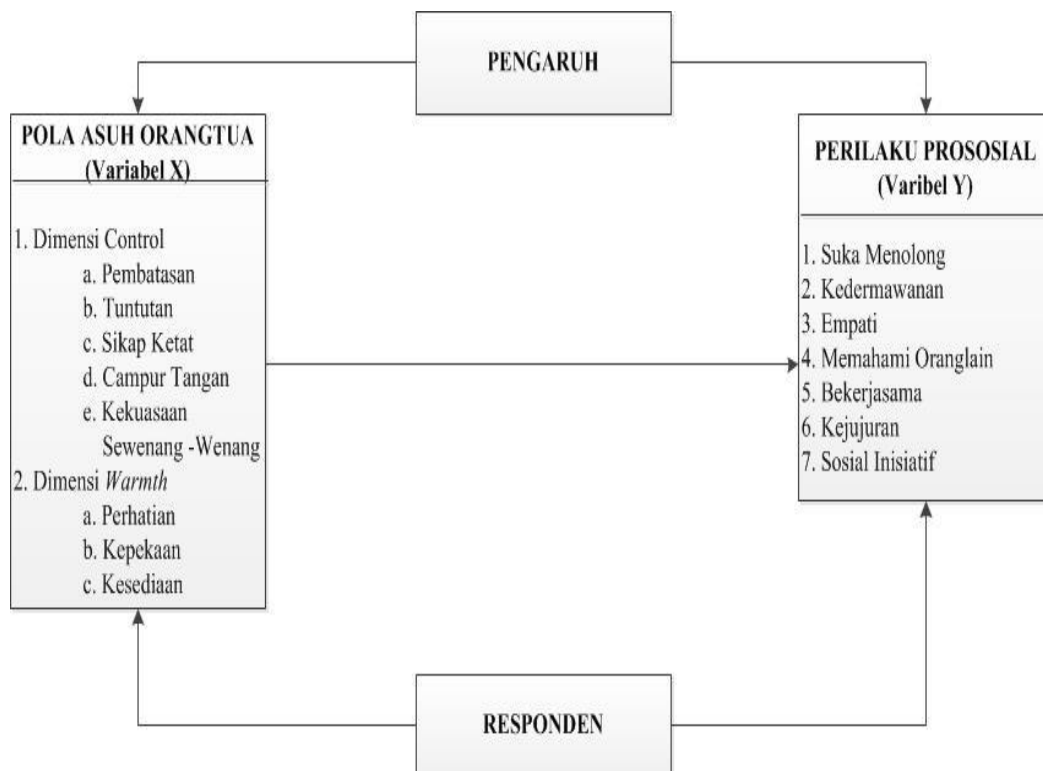 PENGARUH
POLA ASUH ORANGTUA
(Variabel X)
1. Dimensi Control
a. Pembatasan
b. Tuntutan
c. Sikap Ketat
d. Campur Tangan
e. Kekuasaan
Sewenang -Wenang
2. Dimensi Warmth
a. Perhatian
b. Kepekaan
c. Kesediaan
PERILAKU PROSOSIAL
(Varibel Y)
1. Suka Menolong
2. Kedermawanan
3. Empati
4. Memahami Oranglain
5. Bekerjasama
6. Kejujuran
7. Sosial Inisiatif
RESPONDEN